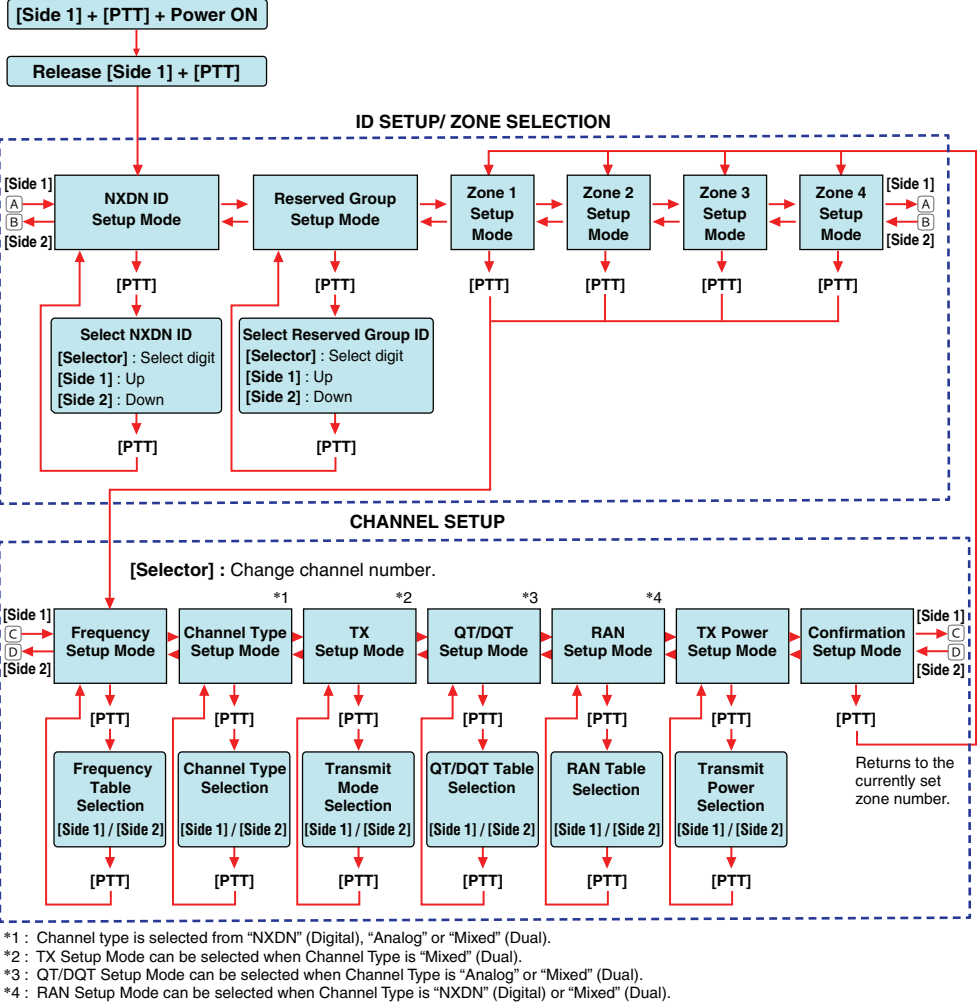 [Side 1] + [PTT] + Power ON
Release [Side 1] + [PTT]
ID SETUP/ ZONE SELECTION
[Side 1]
A
B
[Side 2]
NXDN ID
Setup Mode
Reserved Group
Setup Mode
Zone 1
Setup
Mode
Zone 2
Setup
Mode
Zone 3
Setup
Mode
Zone 4
Setup
Mode
[Side 1]
A
B
[Side 2]
[PTT]
[PTT]
[PTT]
[PTT]
[PTT]
[PTT]
Select NXDN ID
[Selector] : Select digit
[Side 1] : Up
[Side 2] : Down
Select Reserved Group ID
[Selector] : Select digit
[Side 1] : Up
[Side 2] : Down
[PTT]
[PTT]
CHANNEL SETUP
[Selector] : Change channel number.
*1
*2
*3
*4
[Side 1]
C
D
[Side 2]
Frequency
Setup Mode
Channel Type
Setup Mode
TX
Setup Mode
QT/DQT
Setup Mode
RAN
Setup Mode
TX Power
Setup Mode
Confirmation
Setup Mode
[Side 1]
C
D
[Side 2]
[PTT]
[PTT]
[PTT]
[PTT]
[PTT]
[PTT]
[PTT]
Frequency
Table
Selection
[Side 1] / [Side 2]
Channel Type
Selection
[Side 1] / [Side 2]
Transmit
Mode
Selection
[Side 1] / [Side 2]
QT/DQT Table
Selection
[Side 1] / [Side 2]
RAN Table
Selection
[Side 1] / [Side 2]
Transmit
Power
Selection
[Side 1] / [Side 2]
Returns to the
currently set
zone number.
[PTT]
[PTT]
[PTT]
[PTT]
[PTT]
[PTT]
*1 : Channel type is selected from “NXDN” (Digital), “Analog” or “Mixed” (Dual).
*2 : TX Setup Mode can be selected when Channel Type is “Mixed” (Dual).
*3 : QT/DQT Setup Mode can be selected when Channel Type is “Analog” or “Mixed” (Dual).
*4 : RAN Setup Mode can be selected when Channel Type is “NXDN” (Digital) or “Mixed” (Dual).